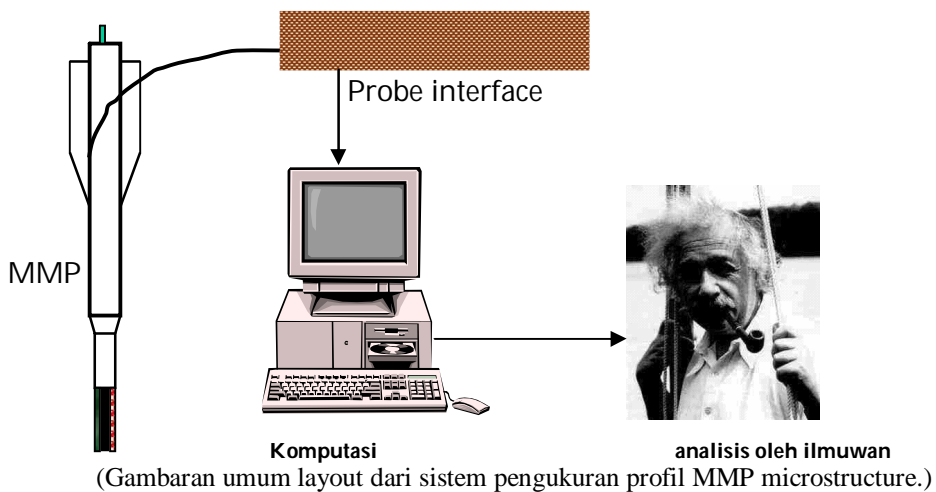 Probe interface
MMP
Komputasi
analisis oleh ilmuwan
(Gambaran umum layout dari sistem pengukuran profil MMP microstructure.)